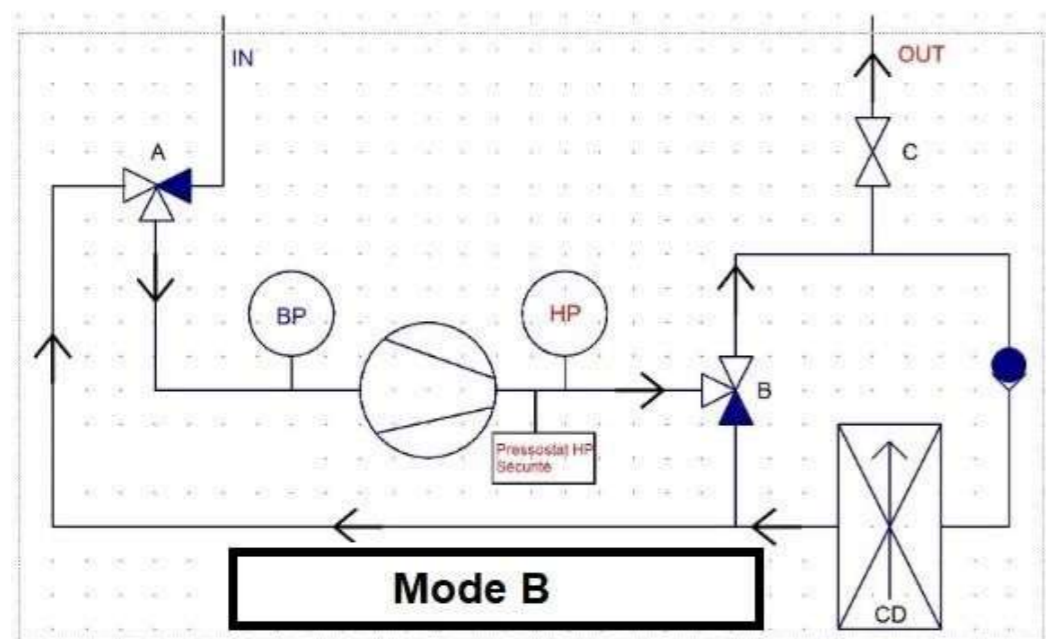 IN
OUT
A
C
BP
HP
B
Pressostat HP
Sécurité
Mode B
CD